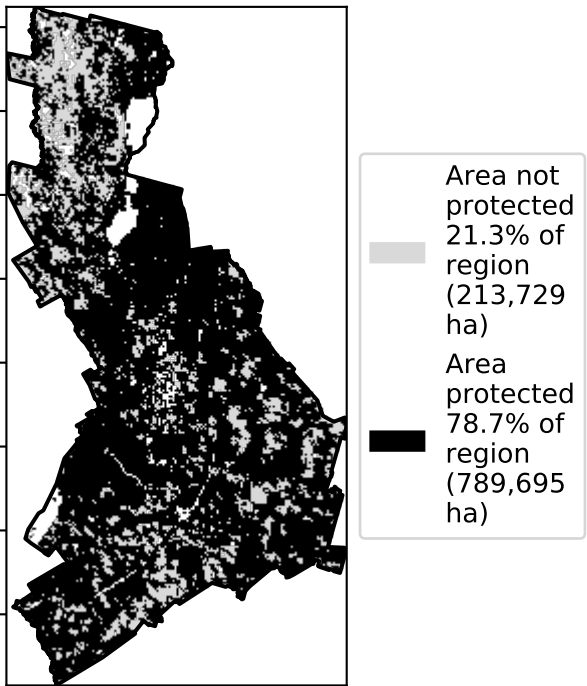 Area not
protected
21.3% of
region
(213,729
ha)
Area
protected
78.7% of
region
(789,695
ha)